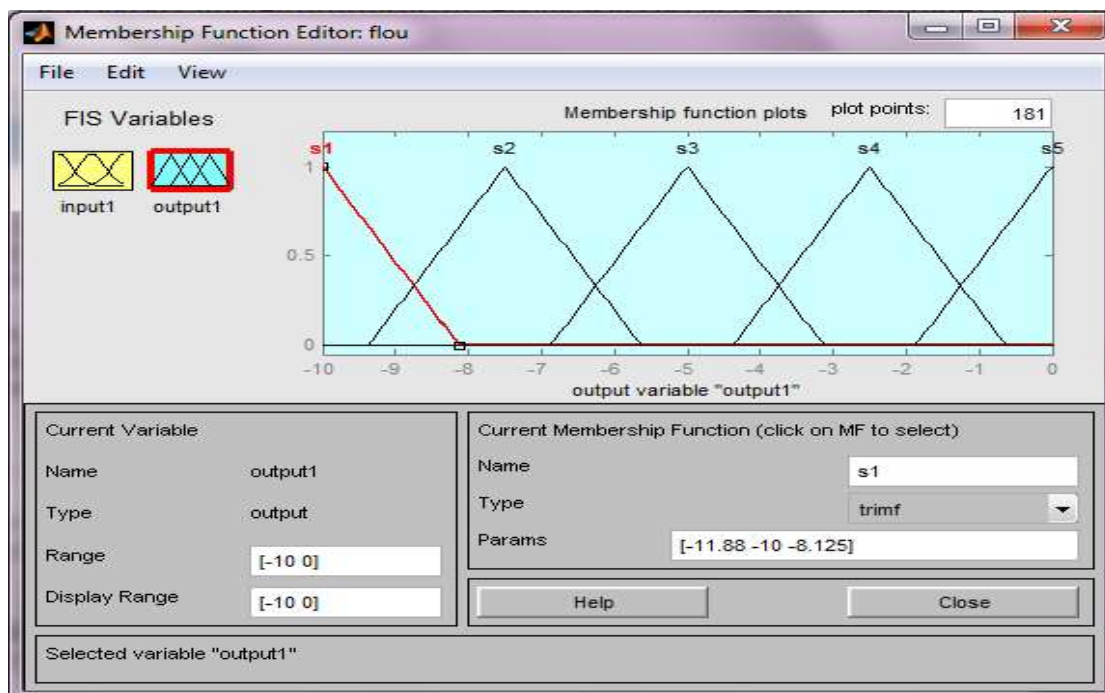 Membership Function Editor: flou
File Edit View
FIS Variables
Membership function plots plot points: 181
input1 output1
s1 s2 s3 s4 s5
1
0.5
0
-10 -9 -8 -7 -6 -5 -4 -3 -2 -1 0
output variable "output1"
Current Variable
Name output1
Type output
Range [-10 0]
Display Range [-10 0]
Current Membership Function (click on MF to select)
Name s1
Type trimf
Params [-11.88 -10 -8.125]
Help Close
Selected variable "output1"